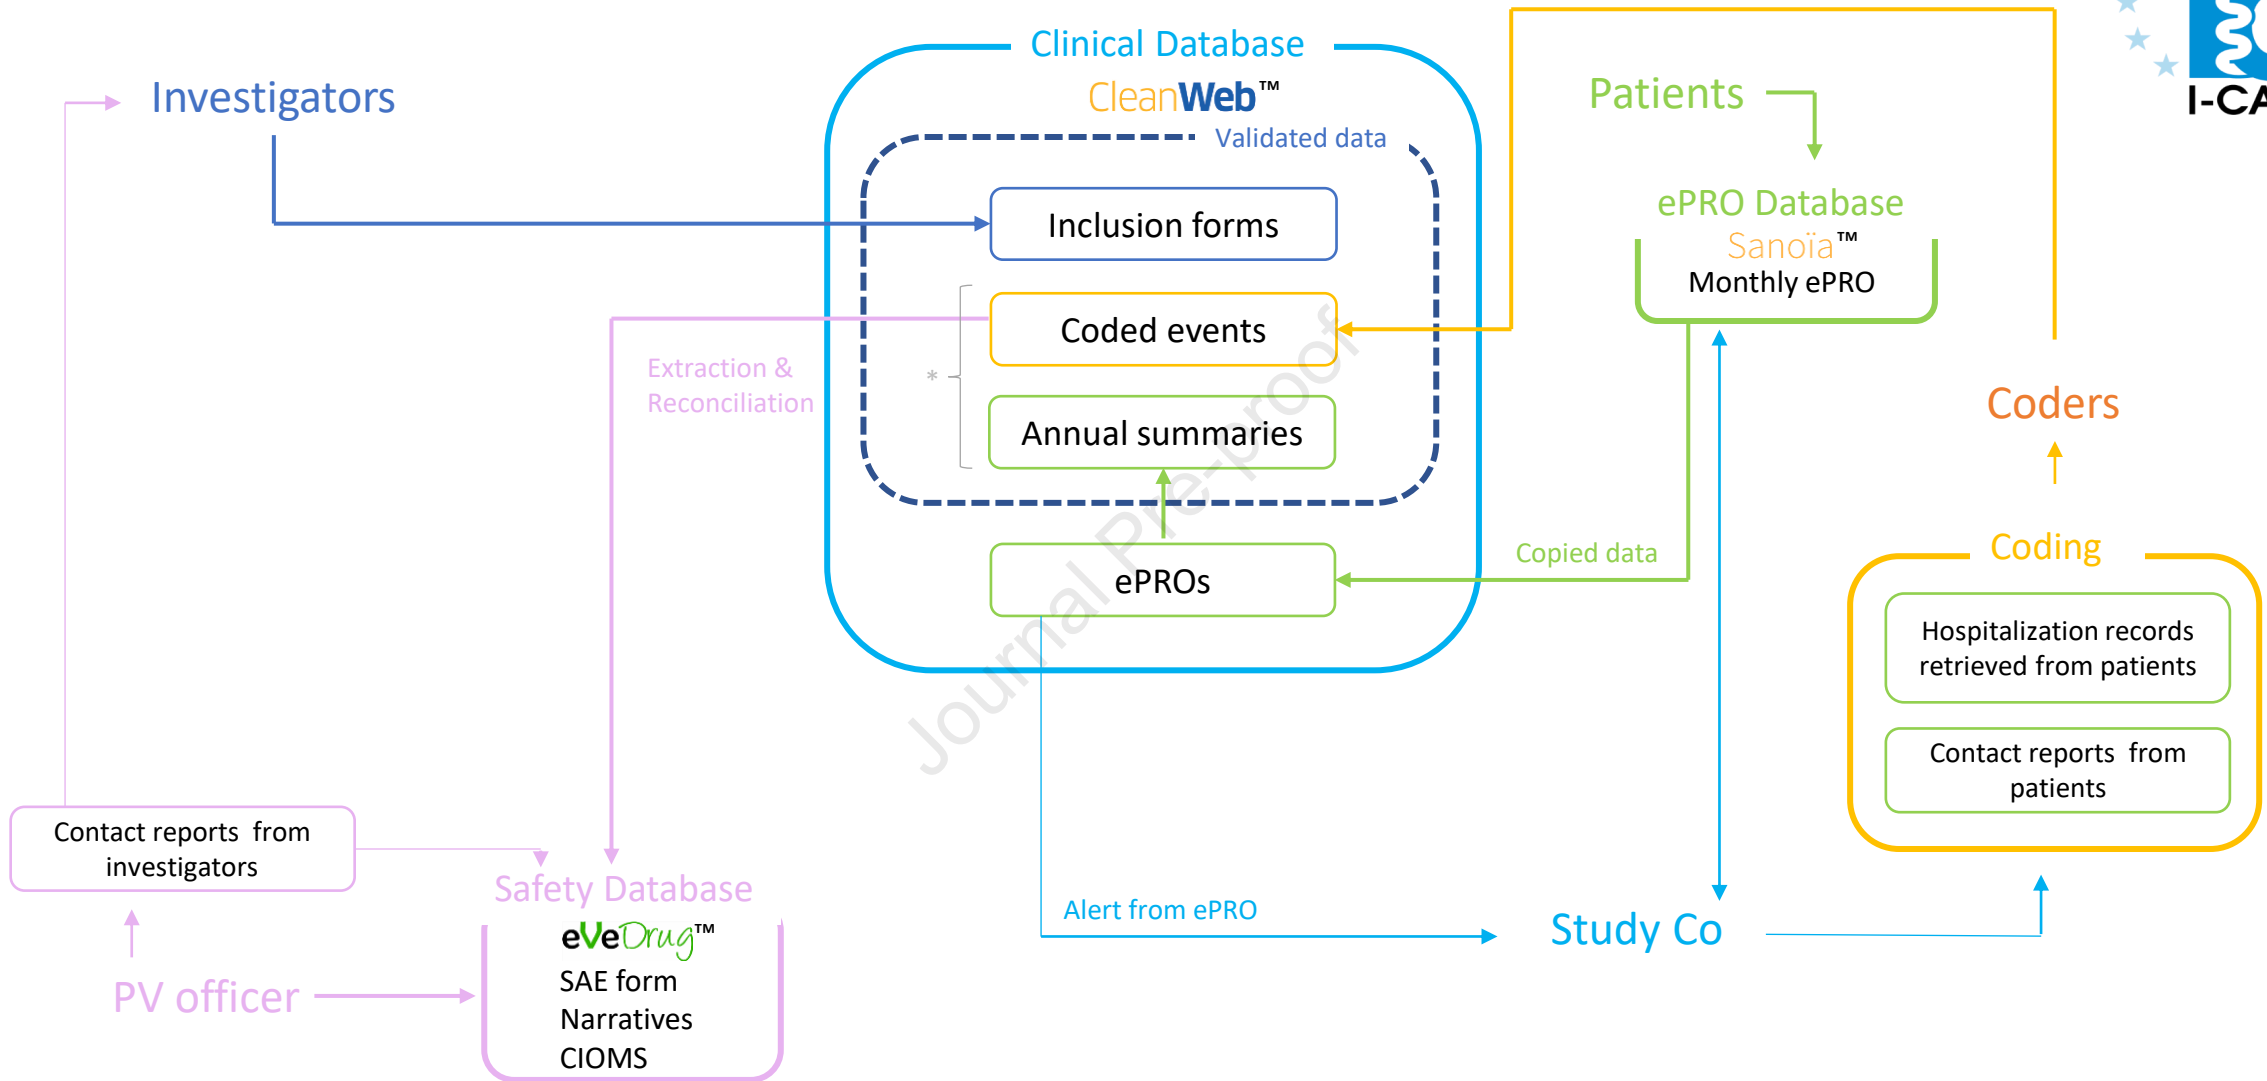 Clinical Database
CleanWeb™
Validated data
Investigators
Patients
I-CA
Inclusion forms
ePRO Database
Sanoïa™
Monthly ePRO
Coded events
Extraction &
Reconciliation
*
Annual summaries
Coders
ePROs
Copied data
Coding
Hospitalization records
retrieved from patients
Contact reports from
patients
Journal Pre-proof
Contact reports from
investigators
Safety Database
eVeDrug™
SAE form
Narratives
CIOMS
PV officer
Alert from ePRO
Study Co